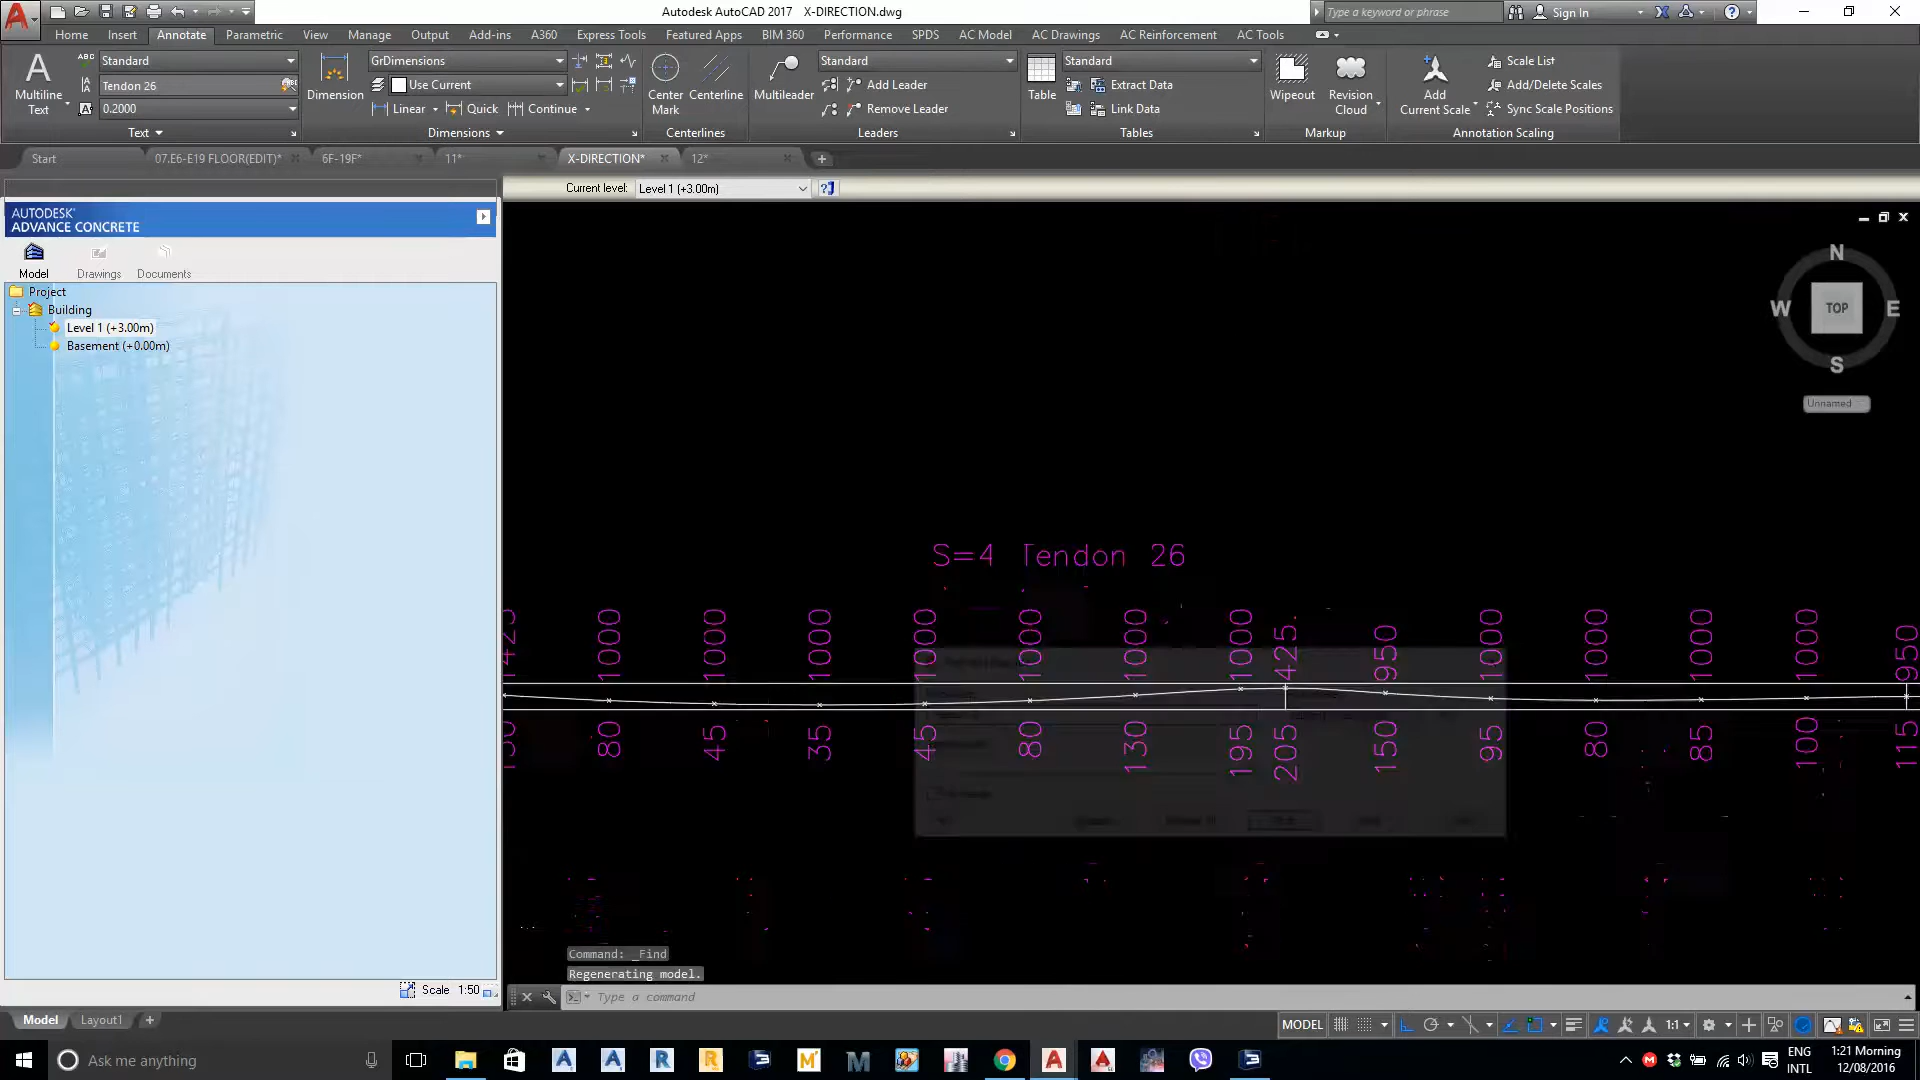 Autodesk AutoCAD 2017 X-DIRECTION.dwg
Type a keyword or phrase
Sign In
Home Insert Annotate Parametric View Manage Output Add-ins A360 Express Tools Featured Apps BIM 360 Performance SPDS AC Model AC Drawings AC Reinforcement AC Tools
A Multiline Text
ABC Standard
Tendon 26
0.2000
Text
Dimension
GrDimensions
Use Current
Linear Quick Continue
Dimensions
Center Mark
Centerline
Centerlines
Multileader
Standard
Add Leader
Remove Leader
Leaders
Table
Standard
Extract Data
Link Data
Tables
Wipeout
Revision Cloud
Markup
Add Current Scale
Scale List
Add/Delete Scales
Sync Scale Positions
Annotation Scaling
Start 07.E6-E19 FLOOR(EDIT)* 6F-19F* 11* X-DIRECTION* 12*
Current level: Level 1 (+3.00m)
AUTODESK®
ADVANCE CONCRETE
Model Drawings Documents
Project
Building
Level 1 (+3.00m)
Basement (+0.00m)
Scale 1:50
N
W TOP E
S
Unnamed
S=4 Tendon 26
1000 1000 1000 1000 1000 1000 1000 425. 950 1000 1000 1000 1000 950
80 45 35 45 80 130 195 205 150 95 80 85 100 115
Command: _Find
Regenerating model.
Type a command
Model Layout1
MODEL 1:1
Ask me anything
ENG
INTL
1:21 Morning
12/08/2016